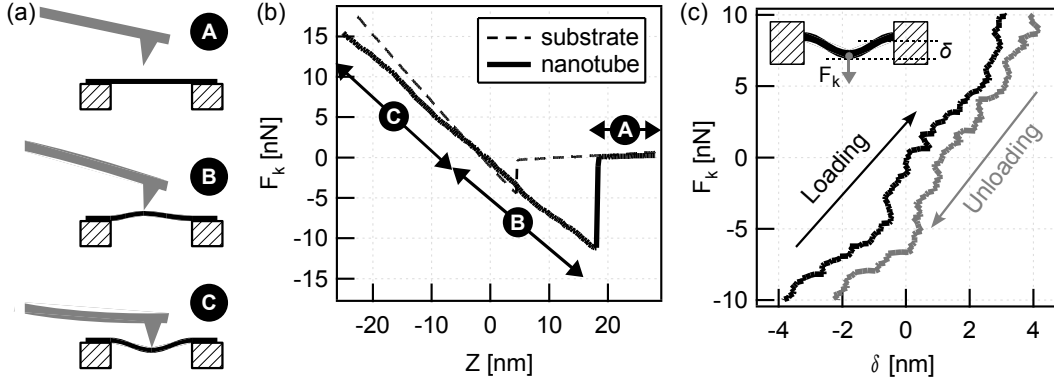 (a)
A
B
C
(b)
F_k [nN]
15
10
5
0
-5
-10
-15
substrate
nanotube
A
C
B
-20
-10
0
10
20
Z [nm]
(c)
F_k [nN]
10
5
0
-5
-10
δ
F_k
Loading
Unloading
-4
-2
0
2
4
δ [nm]